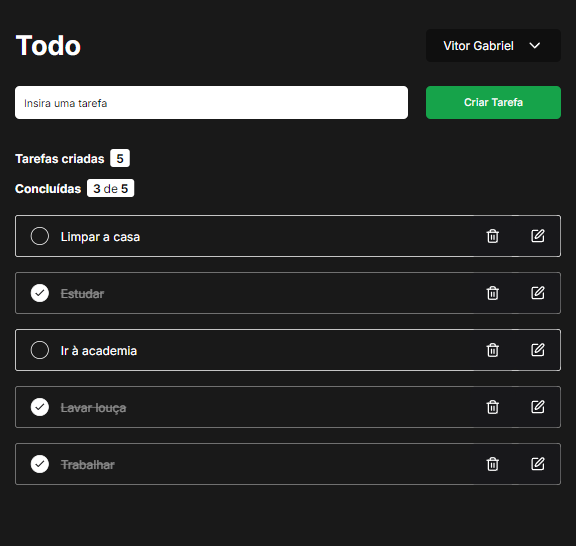 Todo
Vitor Gabriel
Insira uma tarefa
Criar Tarefa
Tarefas criadas 5
Concluídas 3 de 5
Limpar a casa
Estudar
Ir à academia
Lavar louça
Trabalhar